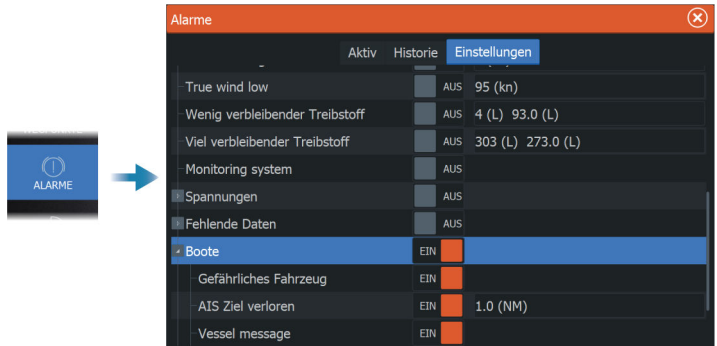 Alarme
Aktiv Historie Einstellungen
True wind low AUS 95 (kn)
Wenig verbleibender Treibstoff AUS 4 (L) 93.0 (L)
Viel verbleibender Treibstoff AUS 303 (L) 273.0 (L)
Monitoring system AUS
ALARME
Spannungen AUS
Fehlende Daten AUS
Boote EIN
Gefährliches Fahrzeug EIN
AIS Ziel verloren EIN 1.0 (NM)
Vessel message EIN